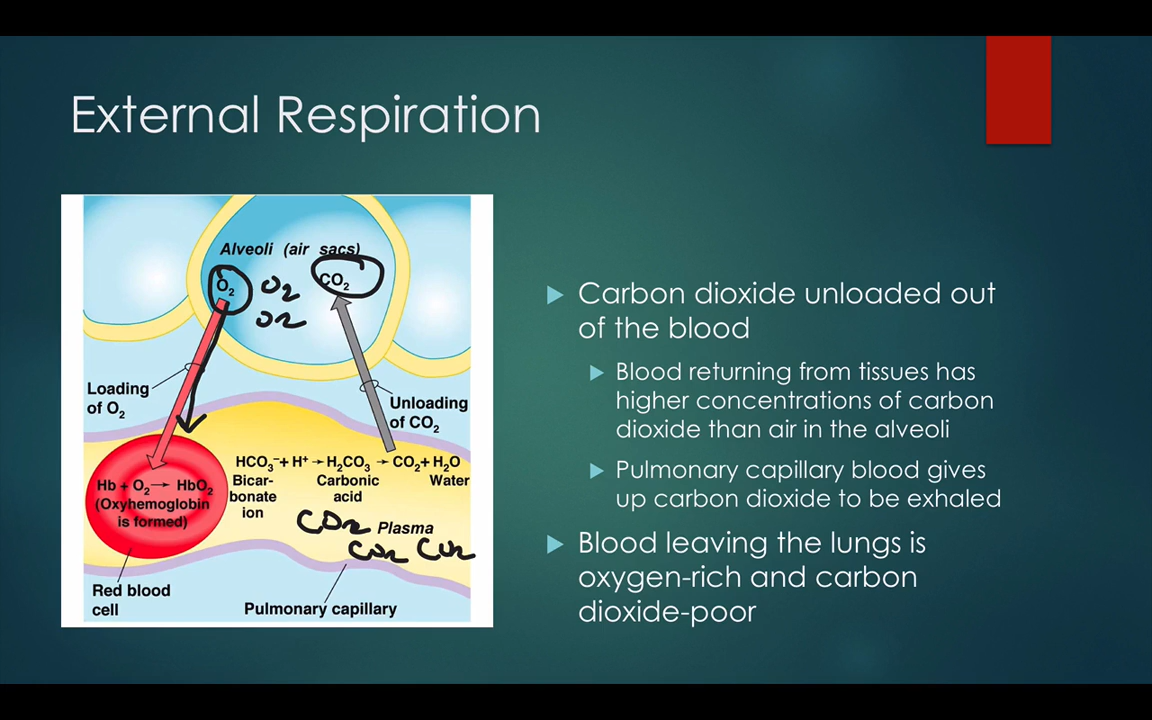 External Respiration
Alveoli (air sacs)
O₂ O₂ CO₂
O₂
Loading
of O₂
Unloading
of CO₂
HCO₃⁻ + H⁺ → H₂CO₃ → CO₂ + H₂O
Bicar-
bonate
ion
Carbonic
acid
Water
Hb + O₂ → HbO₂
(Oxyhemoglobin
is formed)
CO₂ Plasma
CO₂ CO₂
Red blood
cell
Pulmonary capillary
Carbon dioxide unloaded out
of the blood
Blood returning from tissues has
higher concentrations of carbon
dioxide than air in the alveoli
Pulmonary capillary blood gives
up carbon dioxide to be exhaled
Blood leaving the lungs is
oxygen-rich and carbon
dioxide-poor